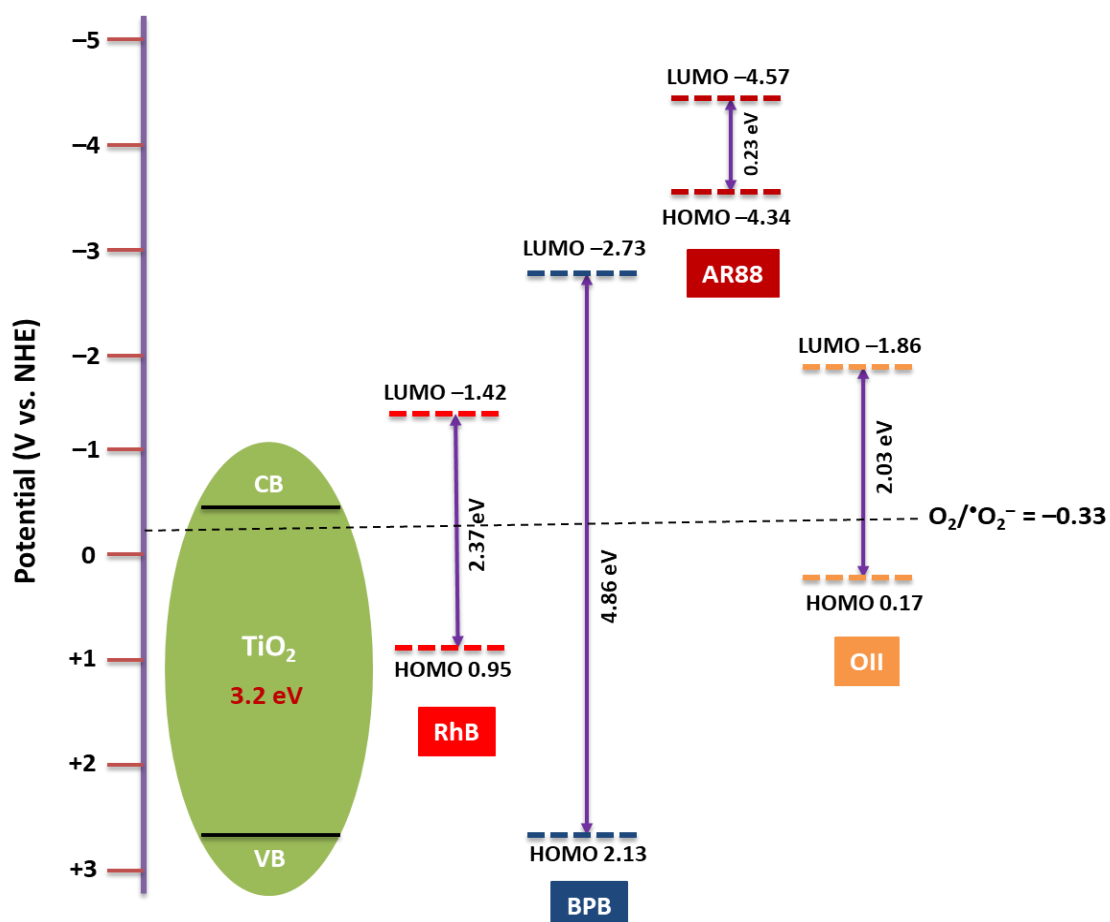 Potential (V vs. NHE)
–5
–4
–3
–2
–1
0
+1
+2
+3
CB
TiO₂
3.2 eV
VB
LUMO –1.42
2.37 eV
HOMO 0.95
RhB
LUMO –2.73
4.86 eV
HOMO 2.13
BPB
LUMO –4.57
0.23 eV
HOMO –4.34
AR88
LUMO –1.86
2.03 eV
HOMO 0.17
OII
O₂/•O₂⁻ = –0.33